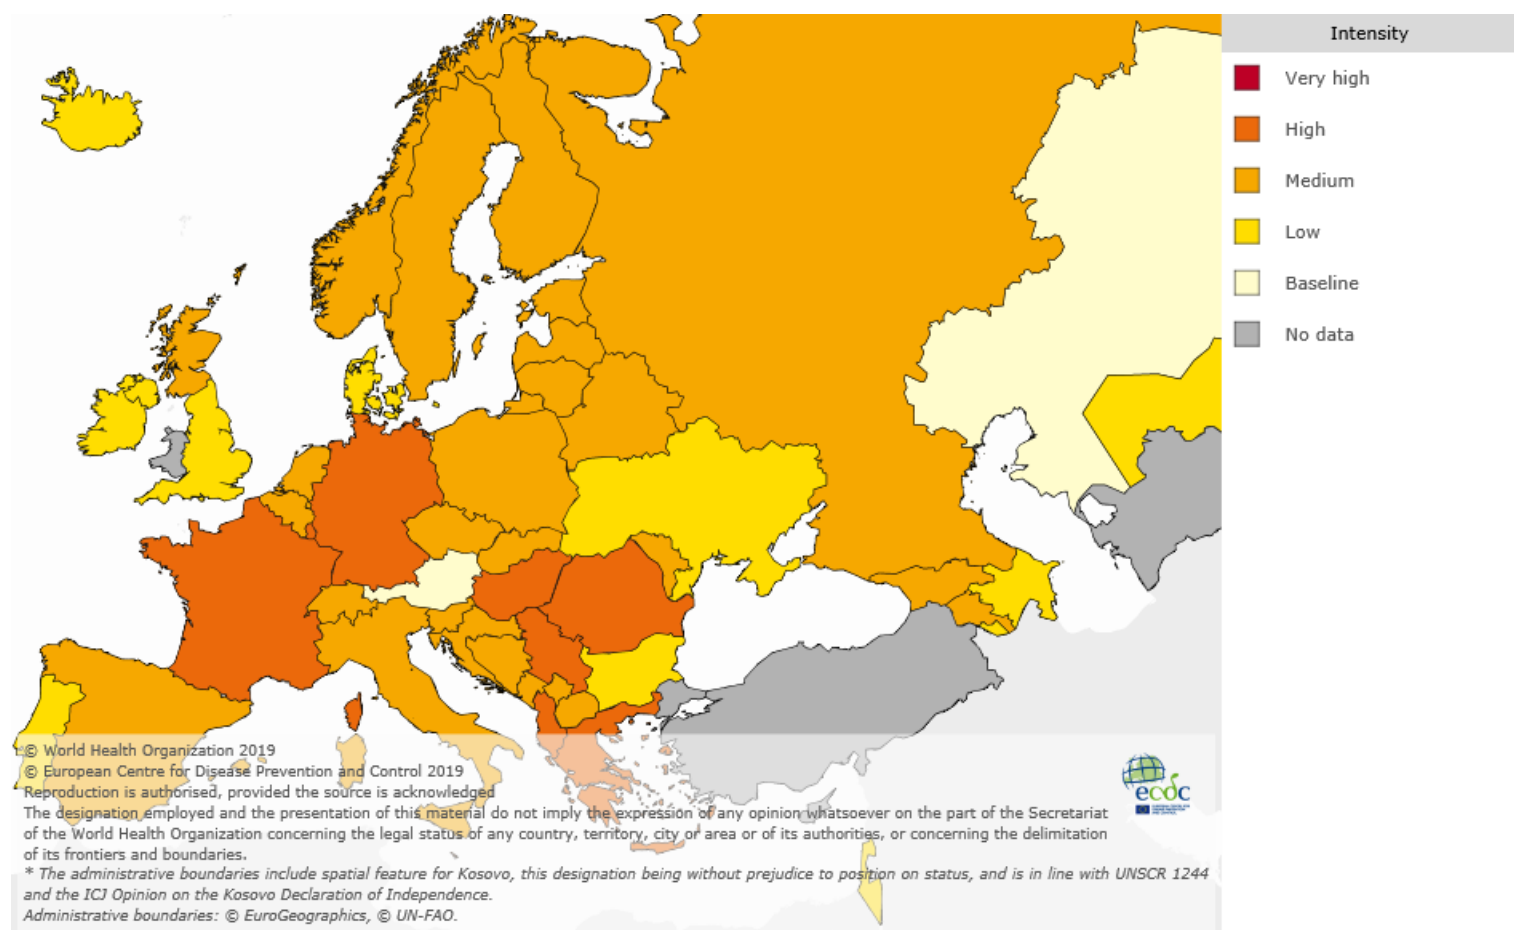 Intensity
Very high
High
Medium
Low
Baseline
No data
© World Health Organization 2019
© European Centre for Disease Prevention and Control 2019
Reproduction is authorised, provided the source is acknowledged
The designation employed and the presentation of this material do not imply the expression of any opinion whatsoever on the part of the Secretariat
of the World Health Organization concerning the legal status of any country, territory, city or area or of its authorities, or concerning the delimitation
of its frontiers and boundaries.
* The administrative boundaries include spatial feature for Kosovo, this designation being without prejudice to position on status, and is in line with UNSCR 1244
and the ICJ Opinion on the Kosovo Declaration of Independence.
Administrative boundaries: © EuroGeographics, © UN-FAO.
ecdc